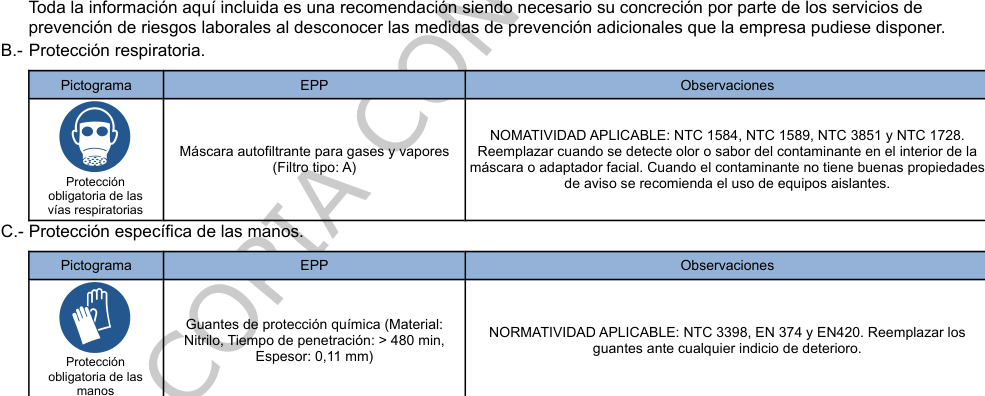 Toda la información aquí incluida es una recomendación siendo necesario su concreción por parte de los servicios de
prevención de riesgos laborales al desconocer las medidas de prevención adicionales que la empresa pudiese disponer.
B.- Protección respiratoria.
Pictograma EPP Observaciones
Protección
obligatoria de las
vías respiratorias
Máscara autofiltrante para gases y vapores
(Filtro tipo: A)
NOMATIVIDAD APLICABLE: NTC 1584, NTC 1589, NTC 3851 y NTC 1728.
Reemplazar cuando se detecte olor o sabor del contaminante en el interior de la
máscara o adaptador facial. Cuando el contaminante no tiene buenas propiedades
de aviso se recomienda el uso de equipos aislantes.
C.- Protección específica de las manos.
Pictograma EPP Observaciones
Protección
obligatoria de las
manos
Guantes de protección química (Material:
Nitrilo, Tiempo de penetración: > 480 min,
Espesor: 0,11 mm)
NORMATIVIDAD APLICABLE: NTC 3398, EN 374 y EN420. Reemplazar los
guantes ante cualquier indicio de deterioro.
COPIA CON